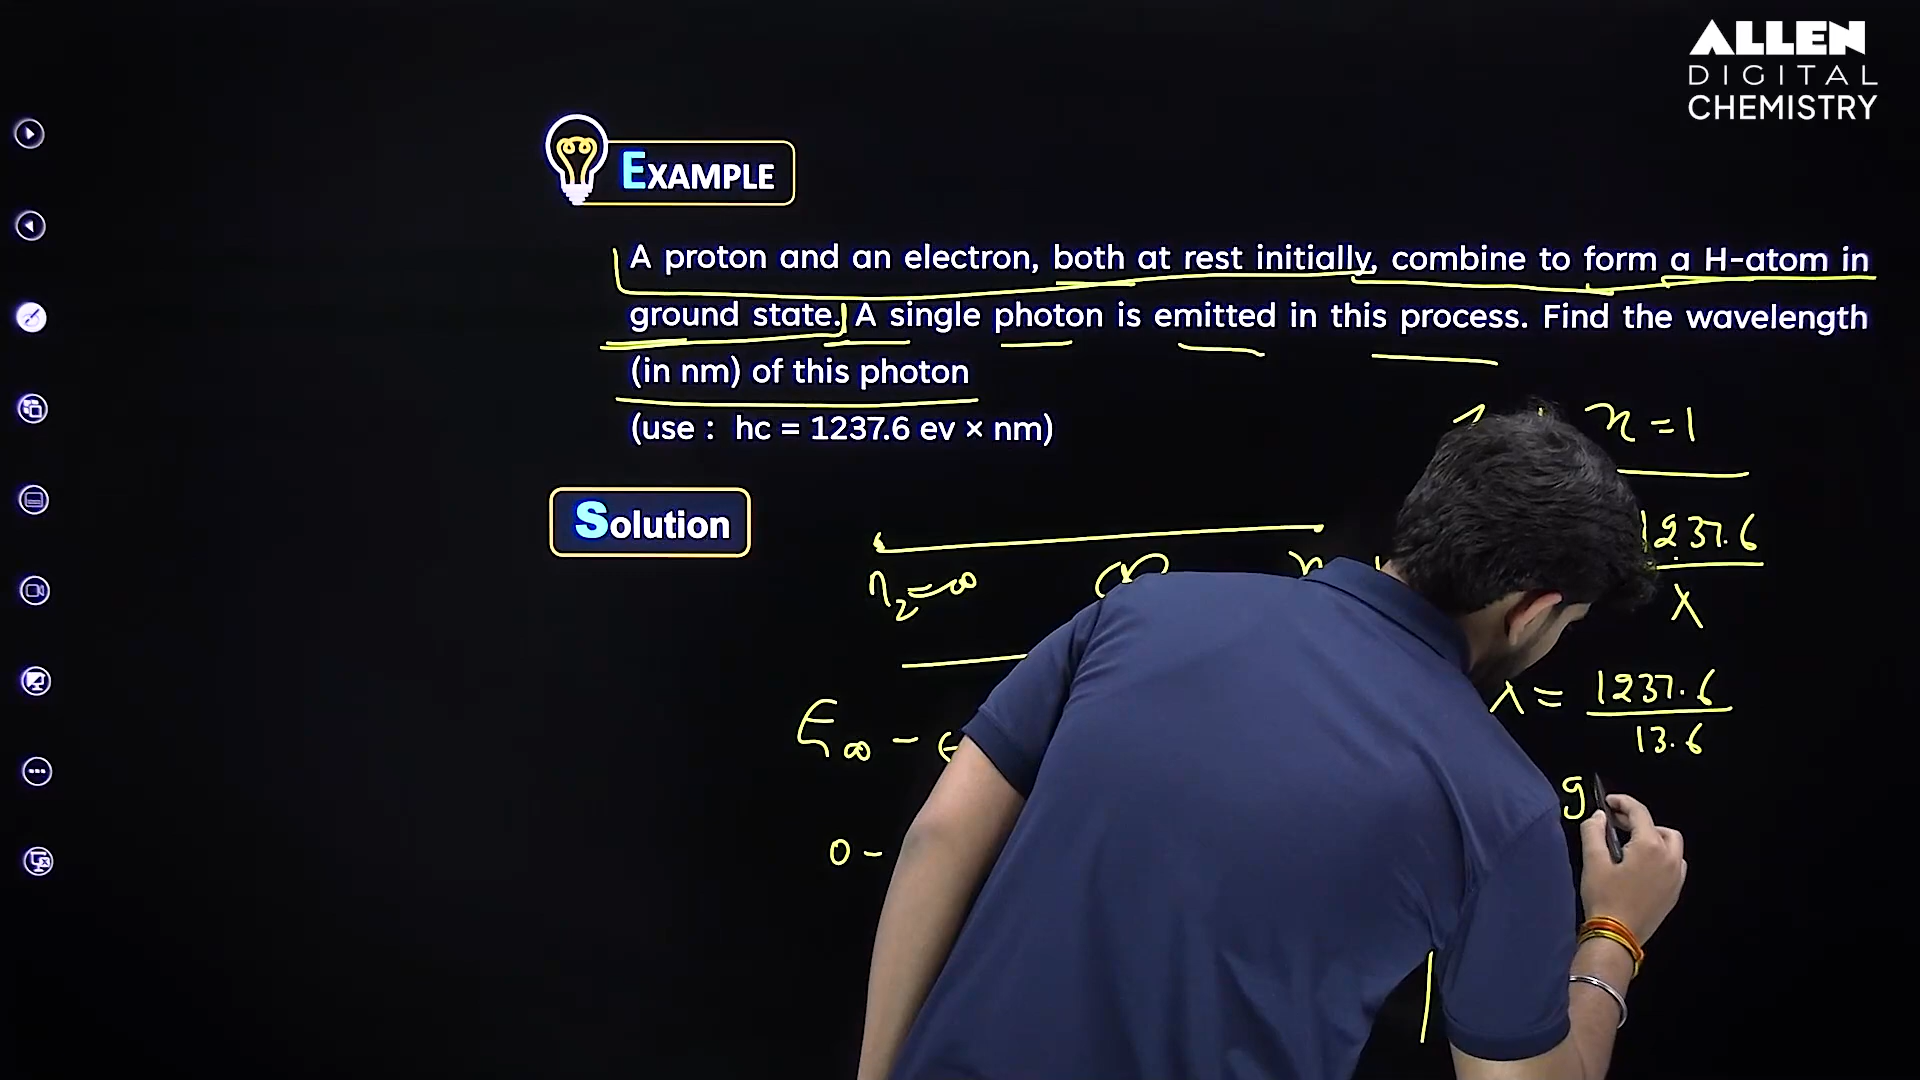 ALLEN
DIGITAL
CHEMISTRY
EXAMPLE
A proton and an electron, both at rest initially, combine to form a H-atom in
ground state. A single photon is emitted in this process. Find the wavelength
(in nm) of this photon
(use : hc = 1237.6 ev × nm)
n = 1
Solution
1237.6
λ
n₂ = ∞
λ = 1237.6
13.6
E∞ –
0 –
9